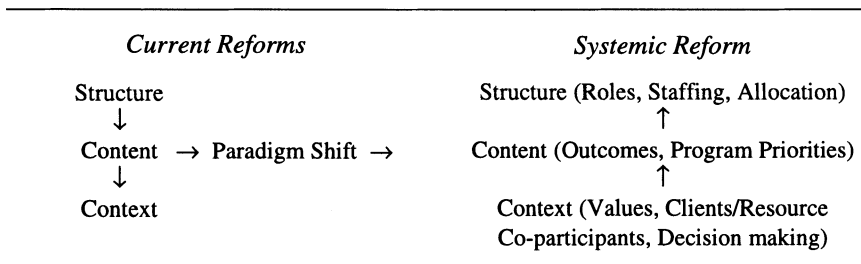 Current Reforms Systemic Reform
Structure Structure (Roles, Staffing, Allocation)
↓ ↑
Content → Paradigm Shift → Content (Outcomes, Program Priorities)
↓ ↑
Context Context (Values, Clients/Resource
Co-participants, Decision making)